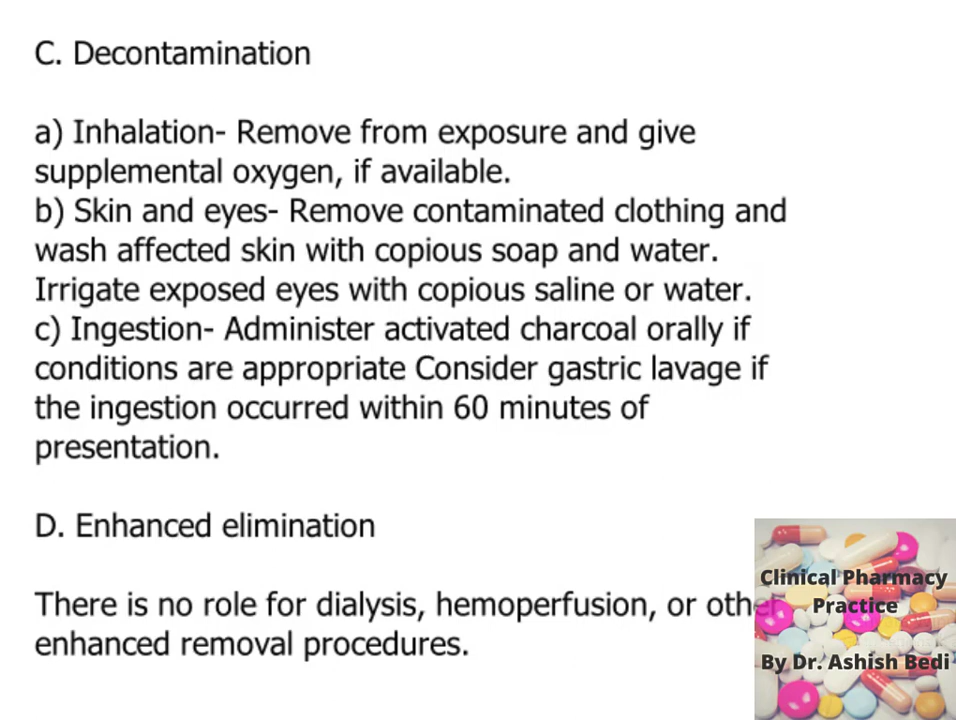 C. Decontamination
a) Inhalation- Remove from exposure and give
supplemental oxygen, if available.
b) Skin and eyes- Remove contaminated clothing and
wash affected skin with copious soap and water.
Irrigate exposed eyes with copious saline or water.
c) Ingestion- Administer activated charcoal orally if
conditions are appropriate Consider gastric lavage if
the ingestion occurred within 60 minutes of
presentation.
D. Enhanced elimination
There is no role for dialysis, hemoperfusion, or other
enhanced removal procedures.
Clinical Pharmacy
Practice
By Dr. Ashish Bedi